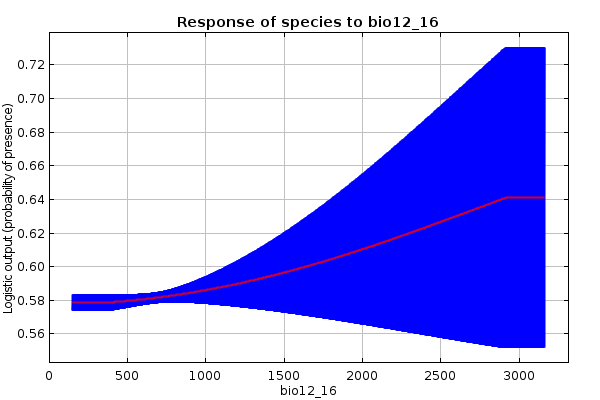 Response of species to bio12_16
Logistic output (probability of presence)
0.72
0.70
0.68
0.66
0.64
0.62
0.60
0.58
0.56
0 500 1000 1500 2000 2500 3000
bio12_16